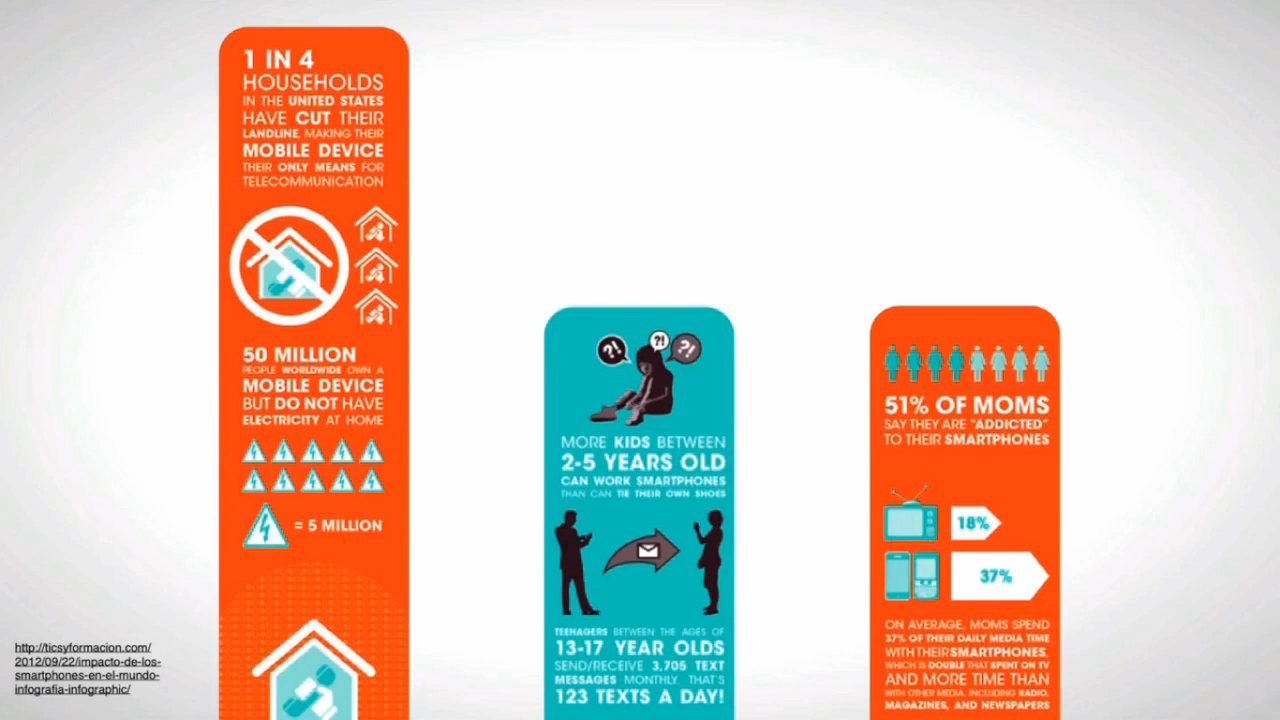 1 IN 4
HOUSEHOLDS
IN THE UNITED STATES
HAVE CUT THEIR
LANDLINE, MAKING THEIR
MOBILE DEVICE
THEIR ONLY MEANS FOR
TELECOMMUNICATION
50 MILLION
PEOPLE WORLDWIDE OWN A
MOBILE DEVICE
BUT DO NOT HAVE
ELECTRICITY AT HOME
= 5 MILLION
?!
?!
?!
MORE KIDS BETWEEN
2-5 YEARS OLD
CAN WORK SMARTPHONES
THAN CAN TIE THEIR OWN SHOES
TEENAGERS BETWEEN THE AGES OF
13-17 YEAR OLDS
SEND/RECEIVE 3,705 TEXT
MESSAGES MONTHLY. THAT'S
123 TEXTS A DAY!
51% OF MOMS
SAY THEY ARE "ADDICTED"
TO THEIR SMARTPHONES
18%
37%
ON AVERAGE, MOMS SPEND
37% OF THEIR DAILY MEDIA TIME
WITH THEIR SMARTPHONES,
WHICH IS DOUBLE THAT SPENT ON TV
AND MORE TIME THAN
WITH OTHER MEDIA, INCLUDING RADIO,
MAGAZINES, AND NEWSPAPERS
http://ticsyformacion.com/
2012/09/22/impacto-de-los-
smartphones-en-el-mundo-
infografia-infographic/